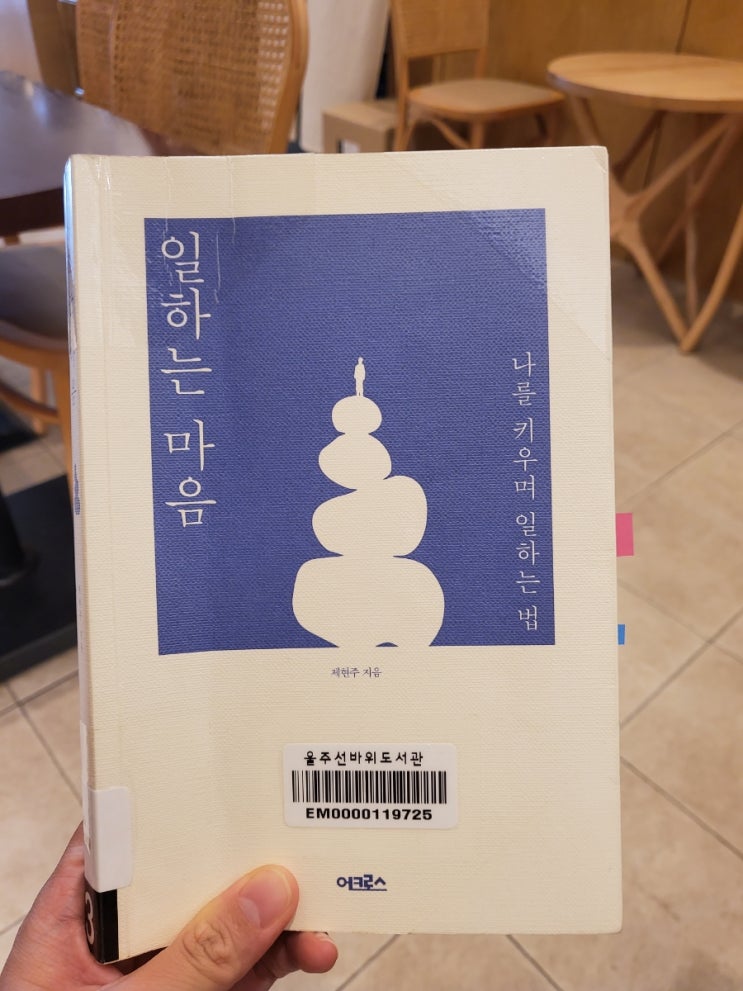 일하는 마음
나를 키우며 일하는 법
제현주 지음
울주선바위도서관
EM0000119725
어크로스
3